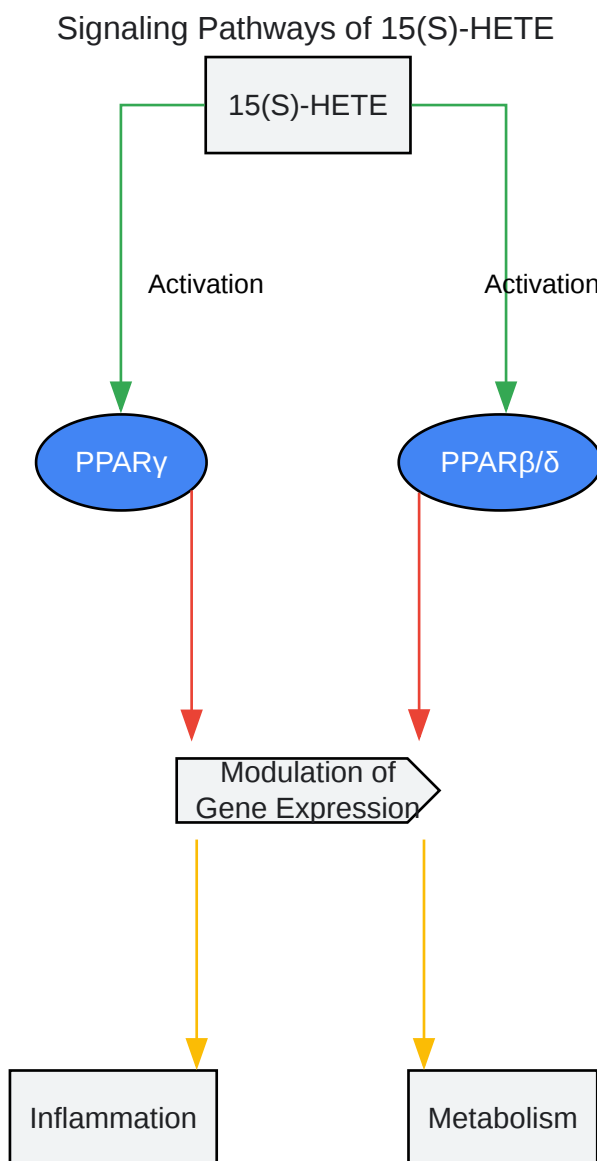 Signaling Pathways of 15(S)-HETE
15(S)-HETE
Activation
Activation
PPARγ
PPARβ/δ
Modulation of
Gene Expression
Inflammation
Metabolism